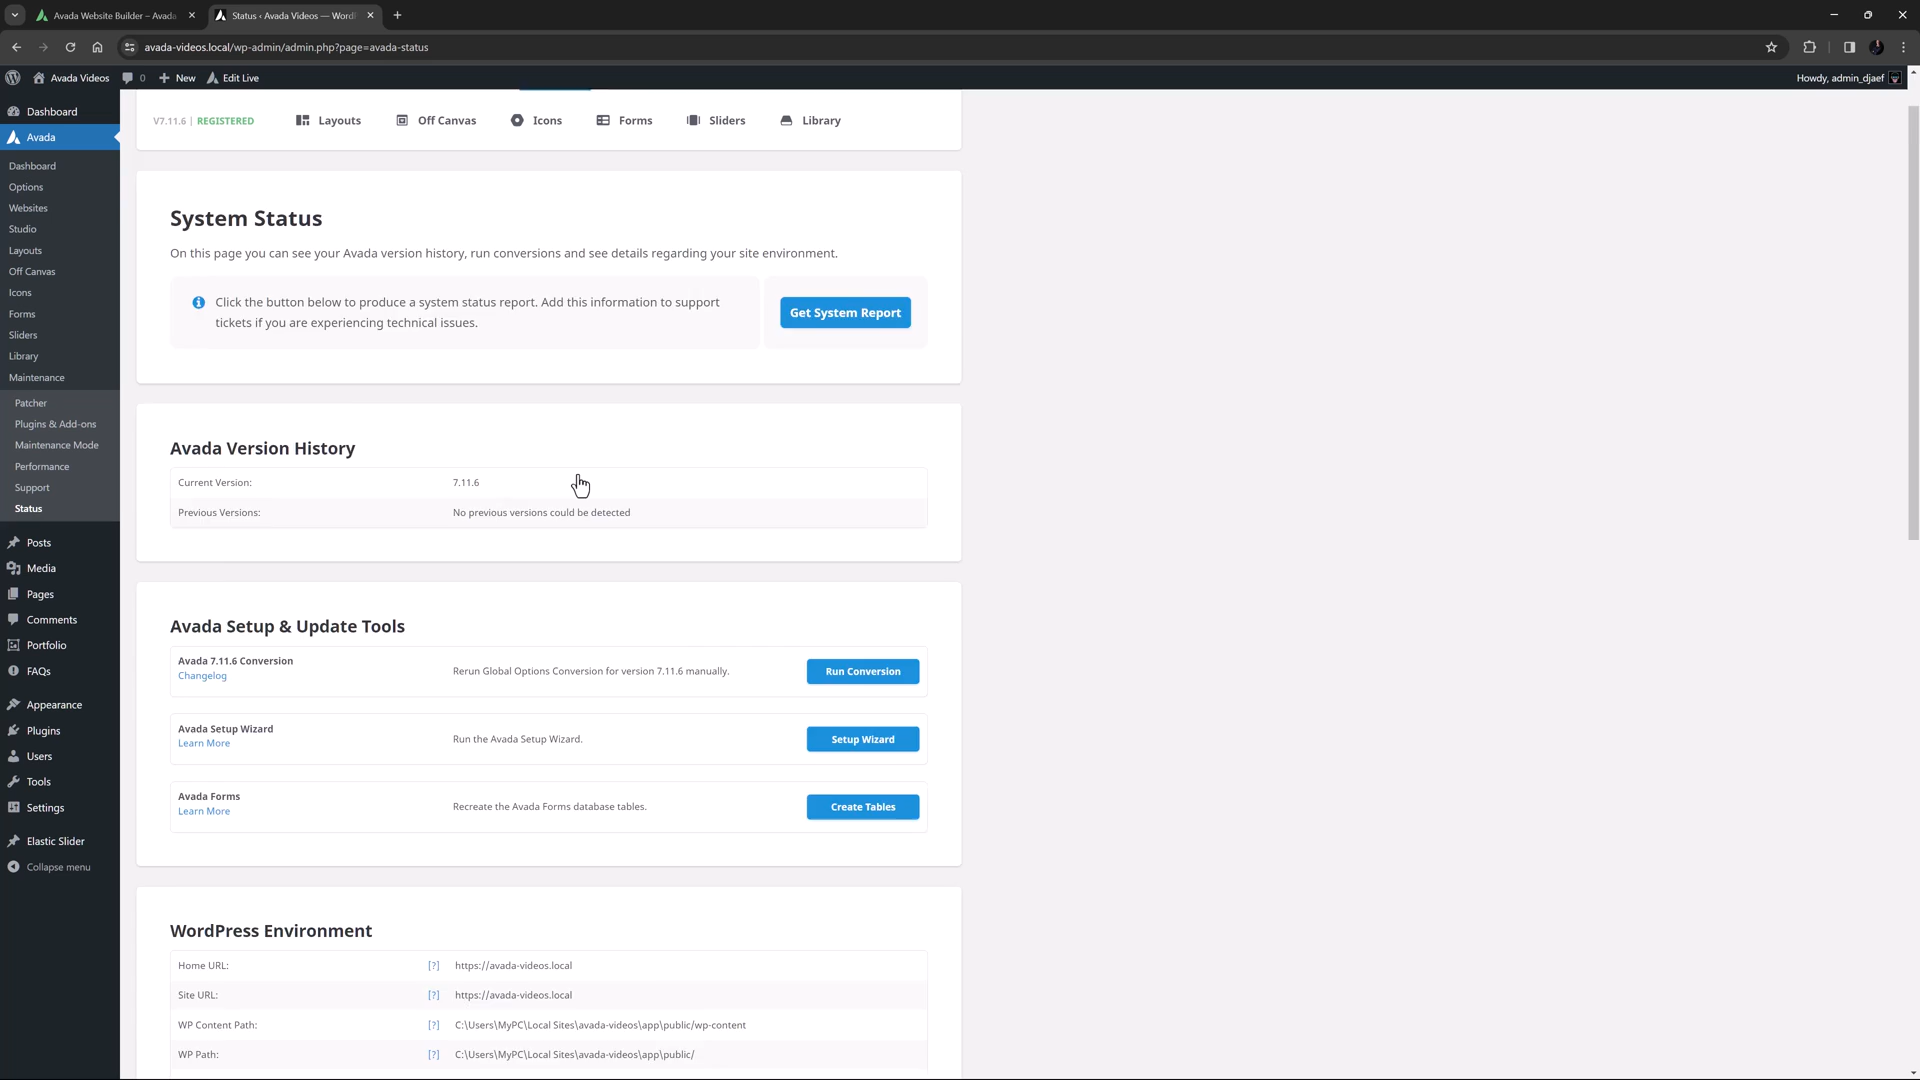 Avada Website Builder – Avada
Status ‹ Avada Videos — WordP
avada-videos.local/wp-admin/admin.php?page=avada-status
Avada Videos
0
New
Edit Live
Howdy, admin_djaef
Dashboard
Avada
Dashboard
Options
Websites
Studio
Layouts
Off Canvas
Icons
Forms
Sliders
Library
Maintenance
Patcher
Plugins & Add-ons
Maintenance Mode
Performance
Support
Status
Posts
Media
Pages
Comments
Portfolio
FAQs
Appearance
Plugins
Users
Tools
Settings
Elastic Slider
Collapse menu
V7.11.6 | REGISTERED
Layouts
Off Canvas
Icons
Forms
Sliders
Library
System Status
On this page you can see your Avada version history, run conversions and see details regarding your site environment.
Click the button below to produce a system status report. Add this information to support
tickets if you are experiencing technical issues.
Get System Report
Avada Version History
Current Version: 7.11.6
Previous Versions: No previous versions could be detected
Avada Setup & Update Tools
Avada 7.11.6 Conversion
Changelog
Rerun Global Options Conversion for version 7.11.6 manually.
Run Conversion
Avada Setup Wizard
Learn More
Run the Avada Setup Wizard.
Setup Wizard
Avada Forms
Learn More
Recreate the Avada Forms database tables.
Create Tables
WordPress Environment
Home URL: [?] https://avada-videos.local
Site URL: [?] https://avada-videos.local
WP Content Path: [?] C:\Users\MyPC\Local Sites\avada-videos\app\public/wp-content
WP Path: [?] C:\Users\MyPC\Local Sites\avada-videos\app\public/